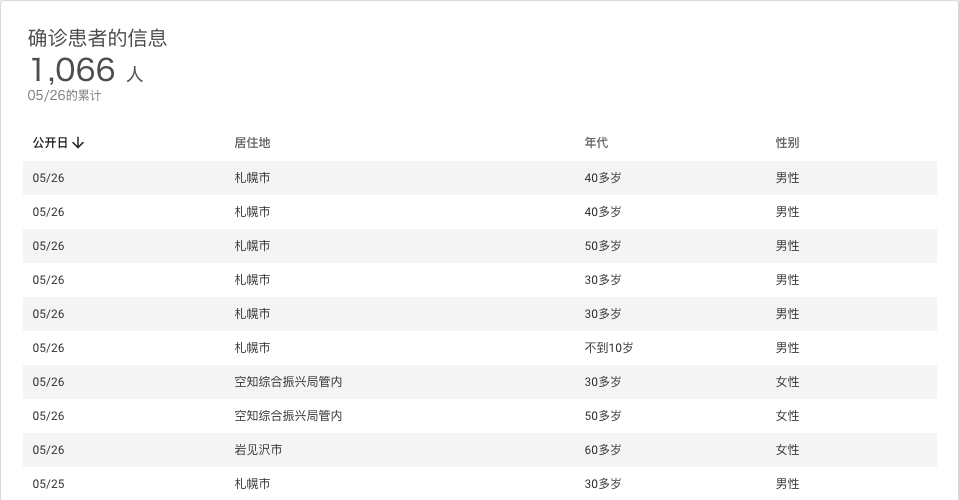 确诊患者的信息
1,066 人
05/26的累计
公开日↓ 居住地 年代 性别
05/26 札幌市 40多岁 男性
05/26 札幌市 40多岁 男性
05/26 札幌市 50多岁 男性
05/26 札幌市 30多岁 男性
05/26 札幌市 30多岁 男性
05/26 札幌市 不到10岁 男性
05/26 空知综合振兴局管内 30多岁 女性
05/26 空知综合振兴局管内 50多岁 女性
05/26 岩见沢市 60多岁 女性
05/25 札幌市 30多岁 男性